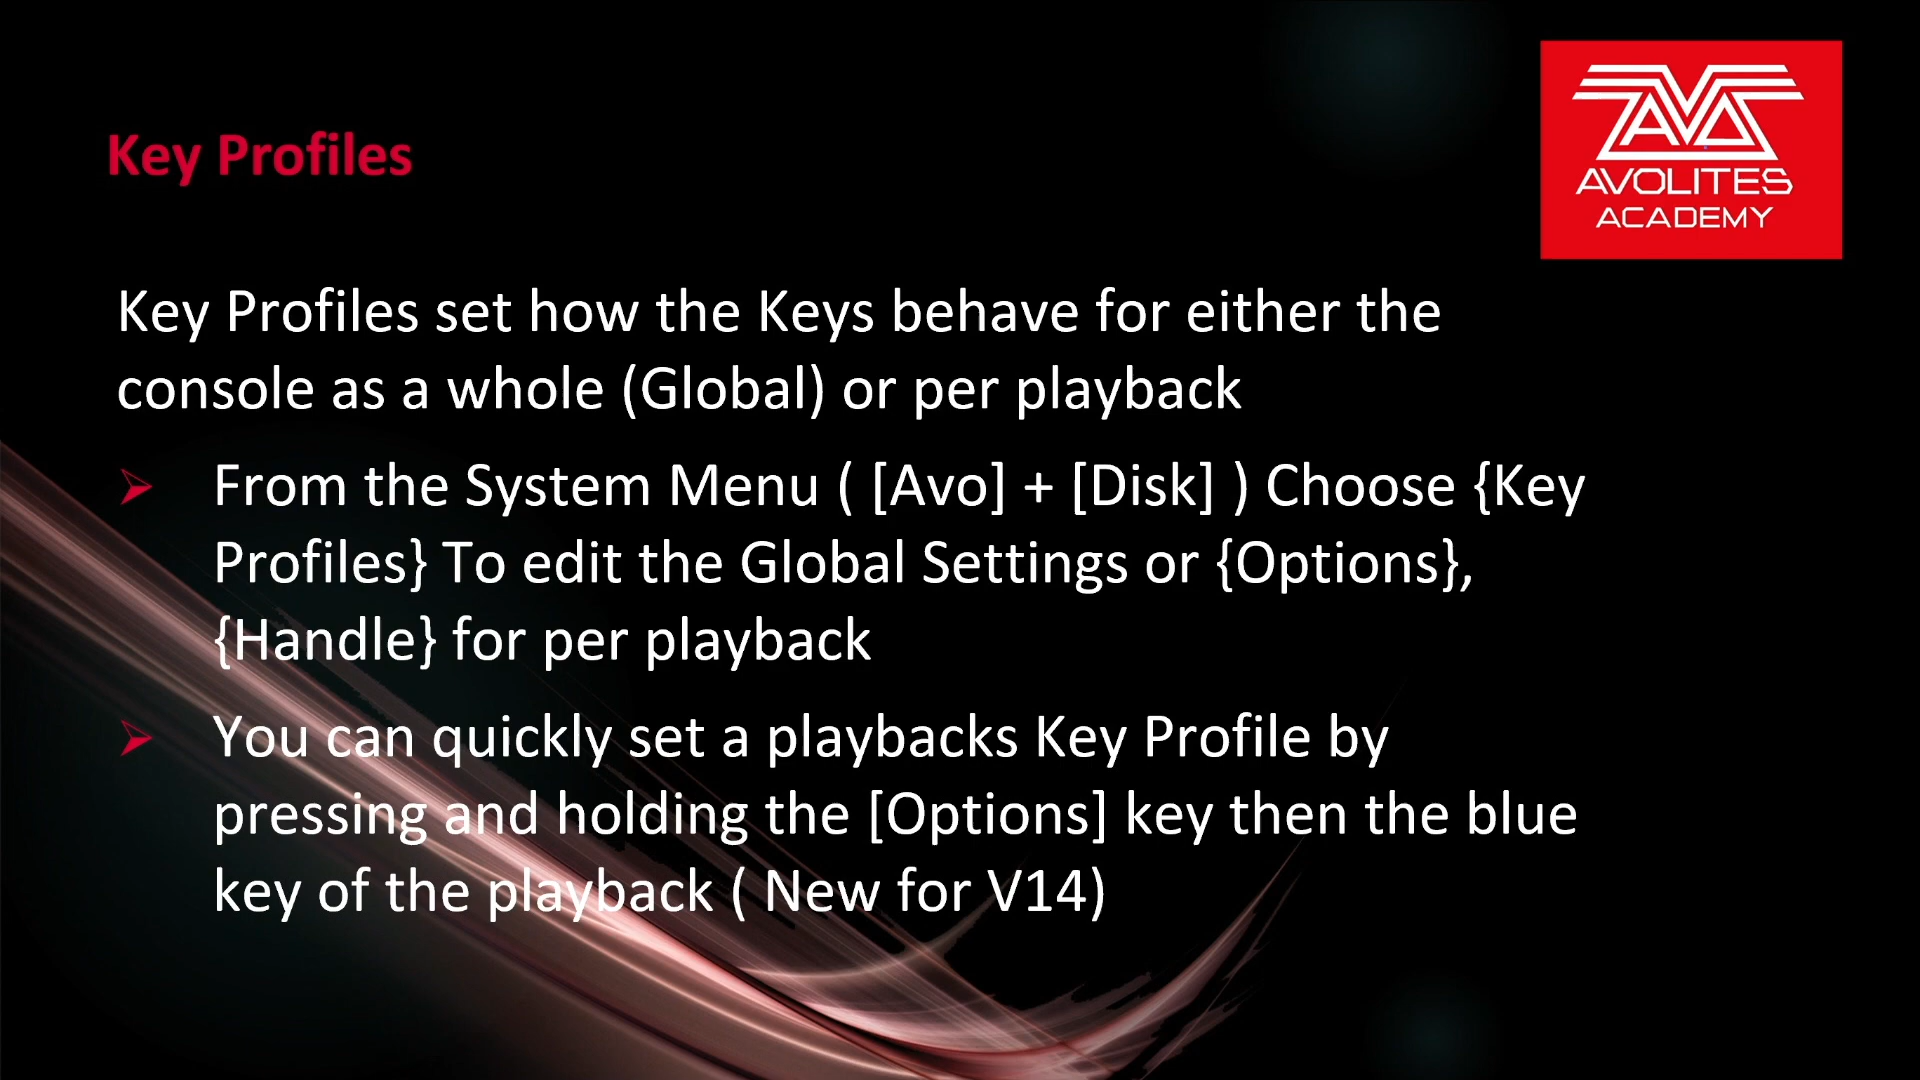 AVA
AVOLITES
ACADEMY
Key Profiles
Key Profiles set how the Keys behave for either the
console as a whole (Global) or per playback
From the System Menu ( [Avo] + [Disk] ) Choose {Key
Profiles} To edit the Global Settings or {Options},
{Handle} for per playback
You can quickly set a playbacks Key Profile by
pressing and holding the [Options] key then the blue
key of the playback ( New for V14)